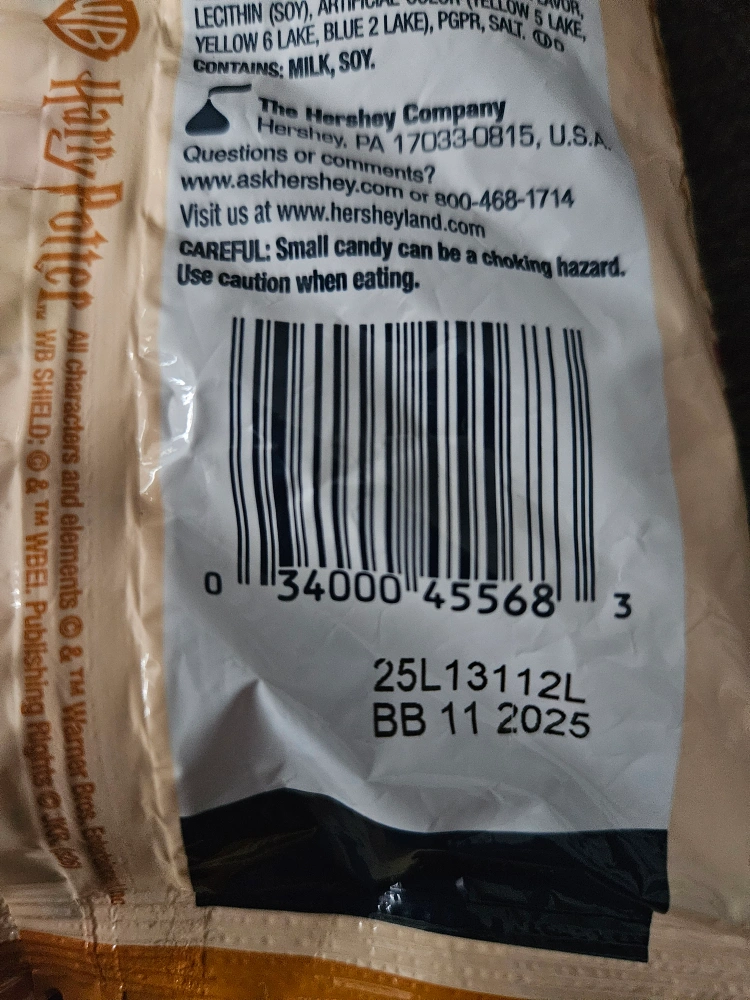 LECITHIN (SOY), ARTIFICIAL COLOR (YELLOW 5 LAKE,
YELLOW 6 LAKE, BLUE 2 LAKE), PGPR, SALT. Ⓤ D
CONTAINS: MILK, SOY.
The Hershey Company
Hershey, PA 17033-0815, U.S.A.
Questions or comments?
www.askhershey.com or 800-468-1714
Visit us at www.hersheyland.com
CAREFUL: Small candy can be a choking hazard.
Use caution when eating.
0 34000 45568 3
25L13112L
BB 11 2025
WB
Harry Potter
All characters and elements © & ™ Warner Bros.
™ WB SHIELD: © & ™ WBEI. Publishing Rights © JKR.